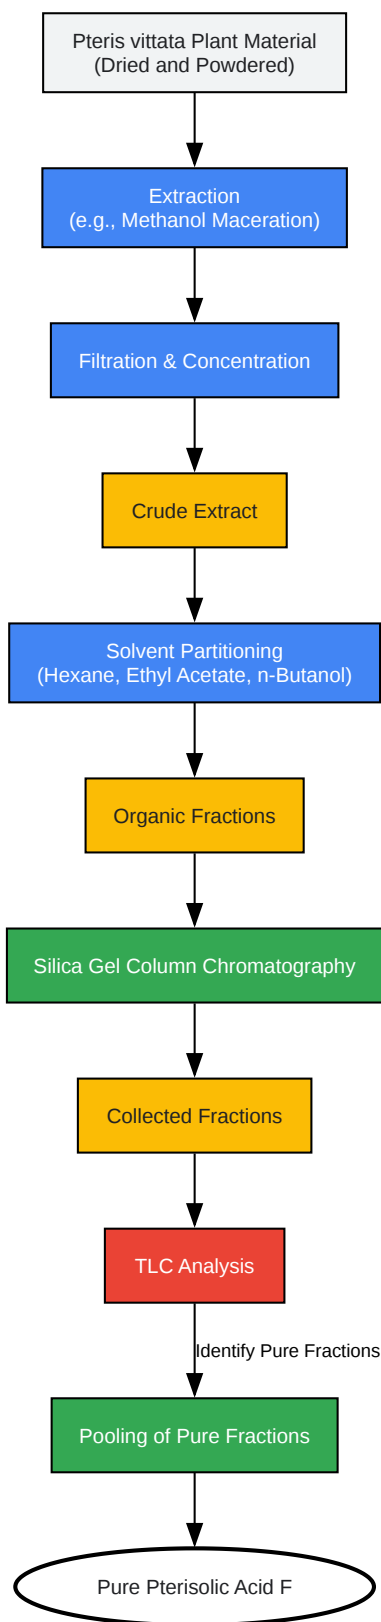 Pteris vittata Plant Material
(Dried and Powdered)
Extraction
(e.g., Methanol Maceration)
Filtration & Concentration
Crude Extract
Solvent Partitioning
(Hexane, Ethyl Acetate, n-Butanol)
Organic Fractions
Silica Gel Column Chromatography
Collected Fractions
TLC Analysis
Identify Pure Fractions
Pooling of Pure Fractions
Pure Pterisolic Acid F